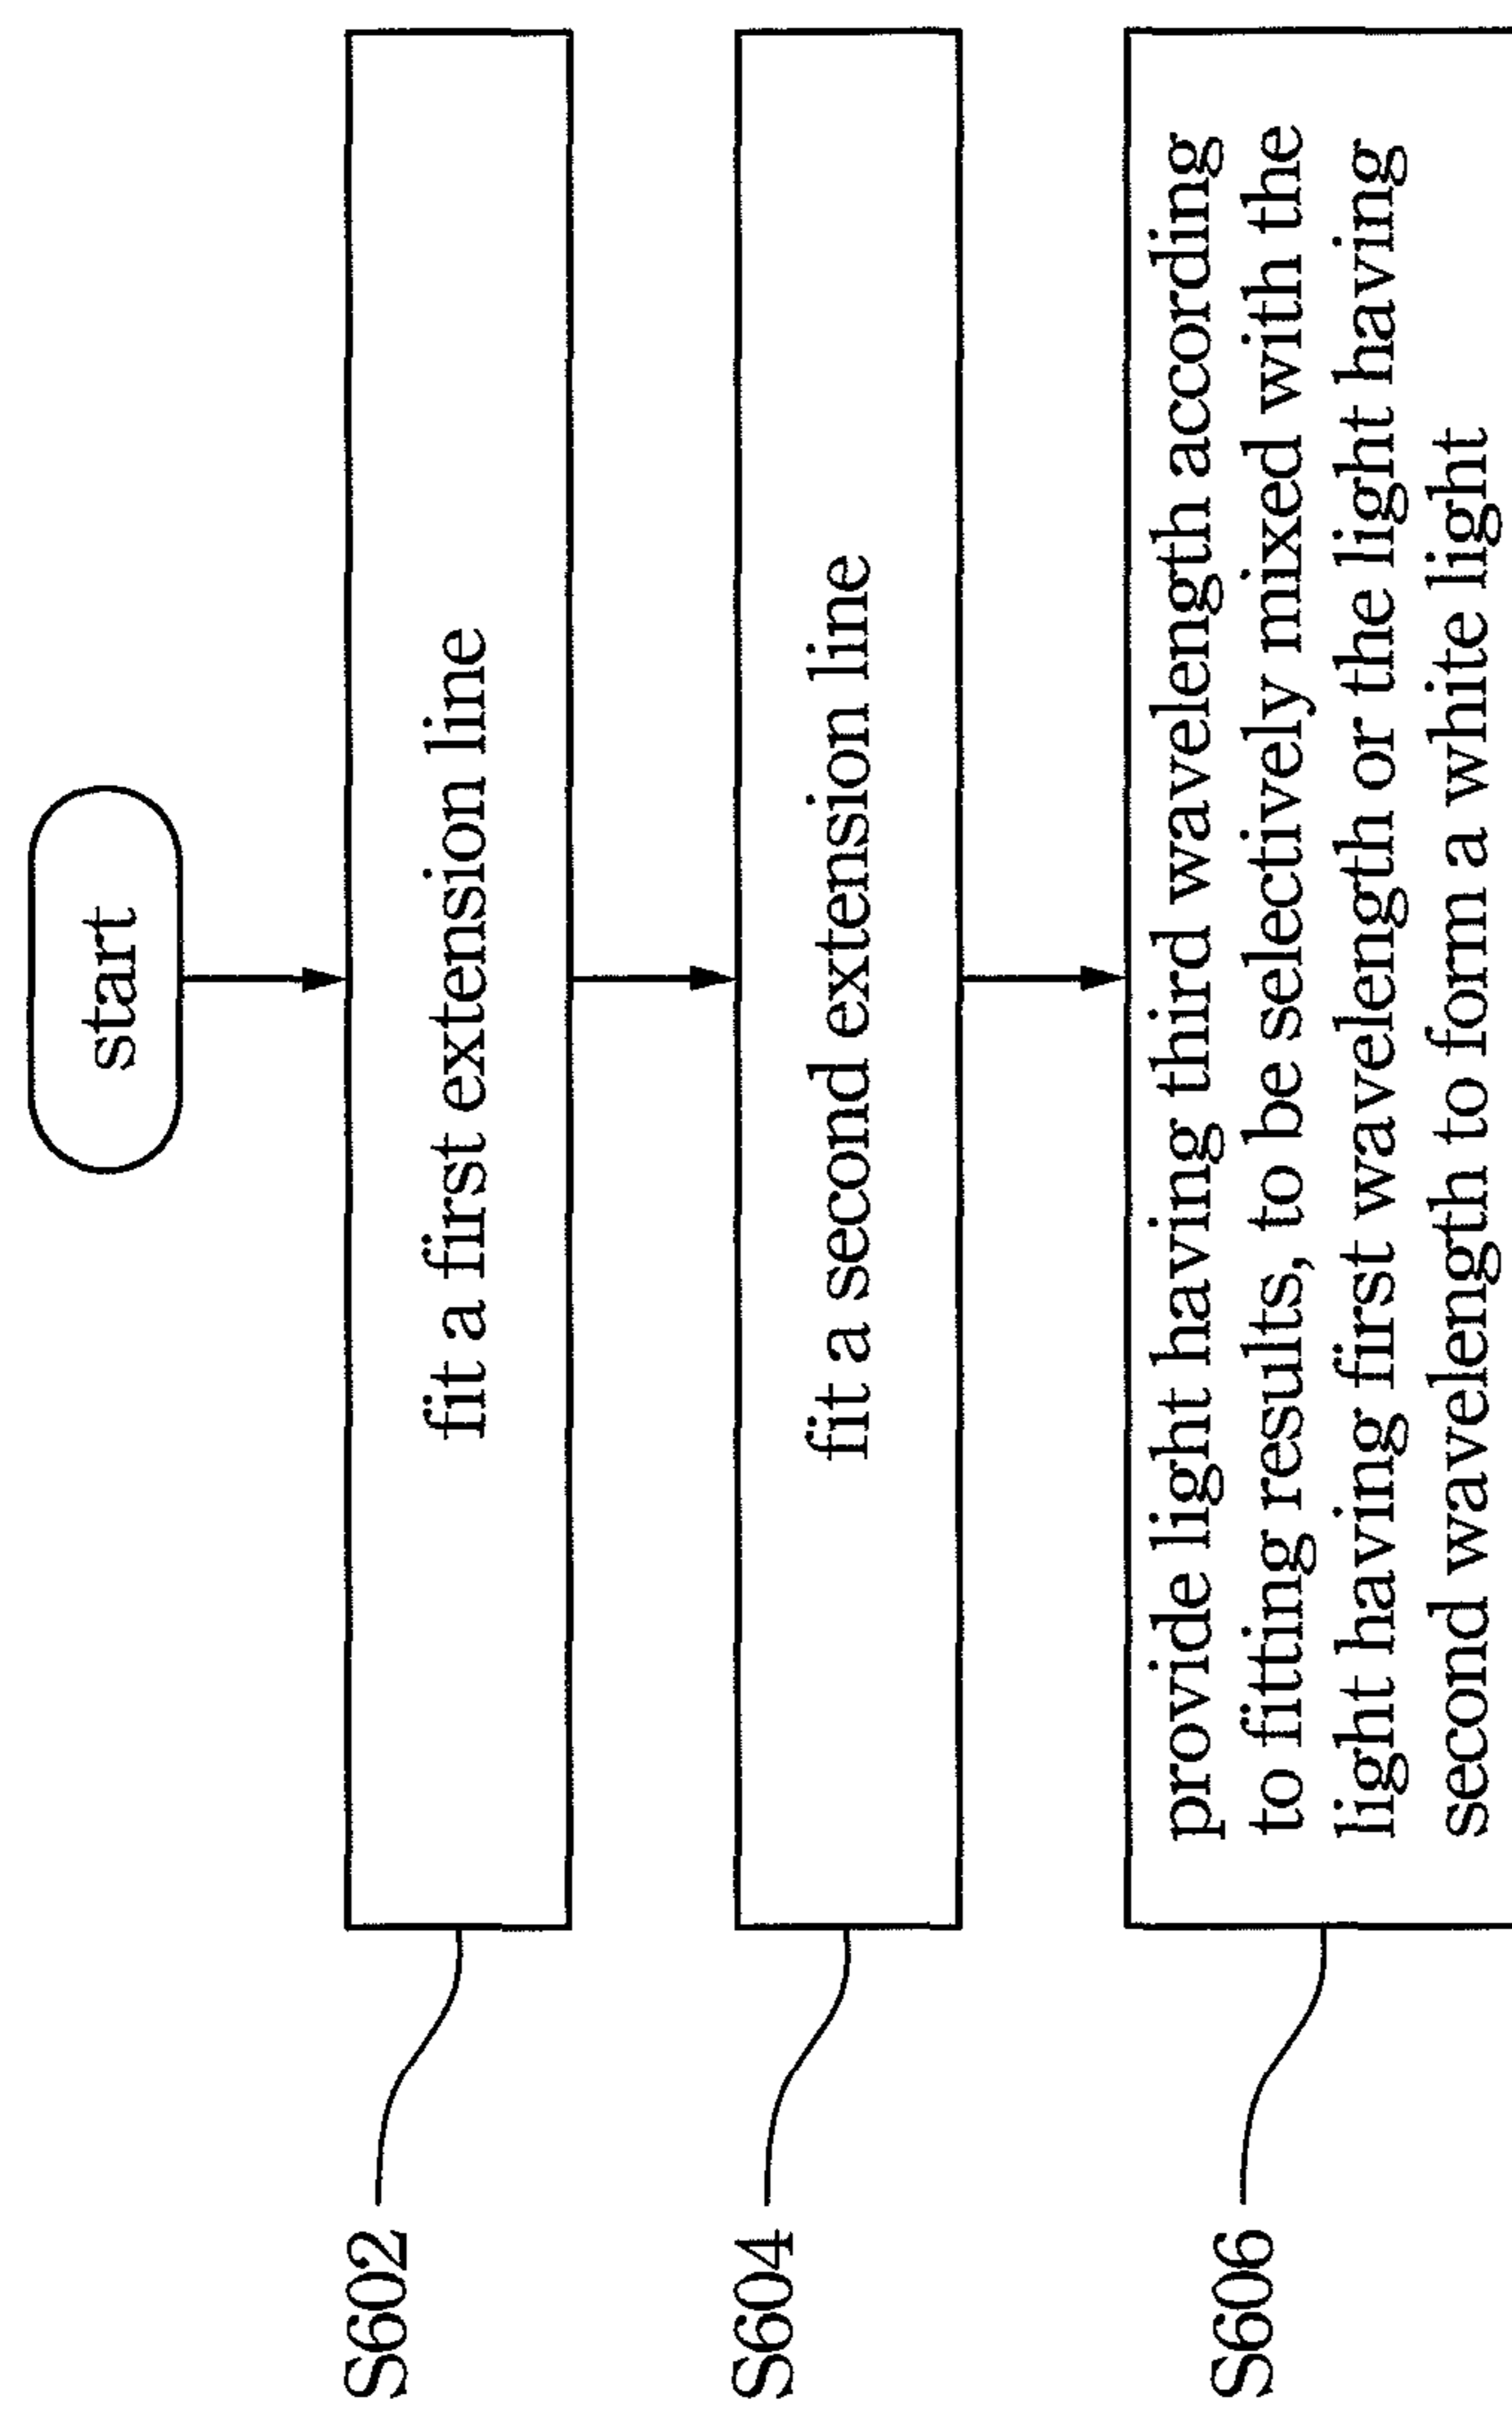 start
S602
fit a first extension line
S604
fit a second extension line
S606
provide light having third wavelength according
to fitting results, to be selectively mixed with the
light having first wavelength or the light having
second wavelength to form a white light